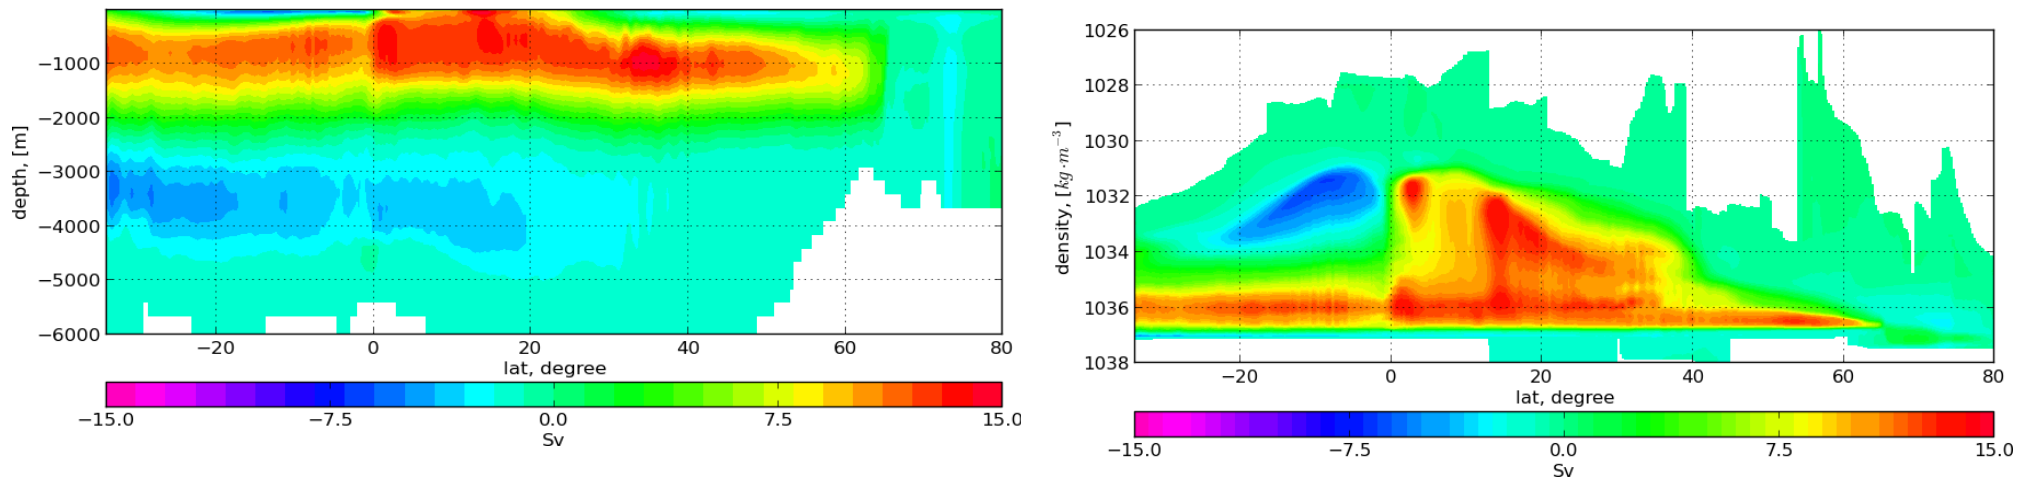 −1000
−2000
−3000
−4000
−5000
−6000
depth, [m]
−20 0 20 40 60 80
lat, degree
−15.0 −7.5 0.0 7.5 15.0
Sv
1026
1028
1030
1032
1034
1036
1038
density, [kg·m⁻³]
−20 0 20 40 60 80
lat, degree
−15.0 −7.5 0.0 7.5 15.0
Sv